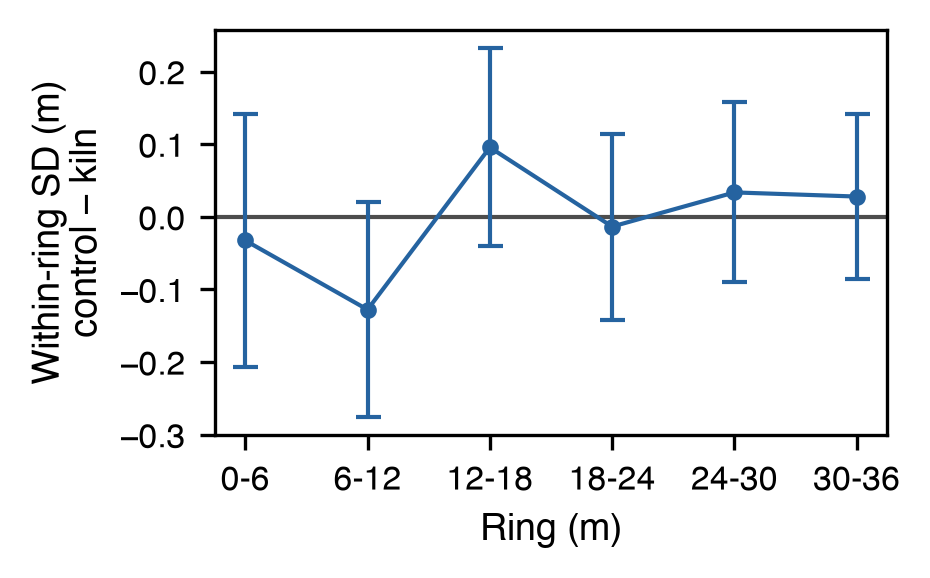 Within-ring SD (m)
control – kiln
0.2
0.1
0.0
−0.1
−0.2
−0.3
0-6 6-12 12-18 18-24 24-30 30-36
Ring (m)